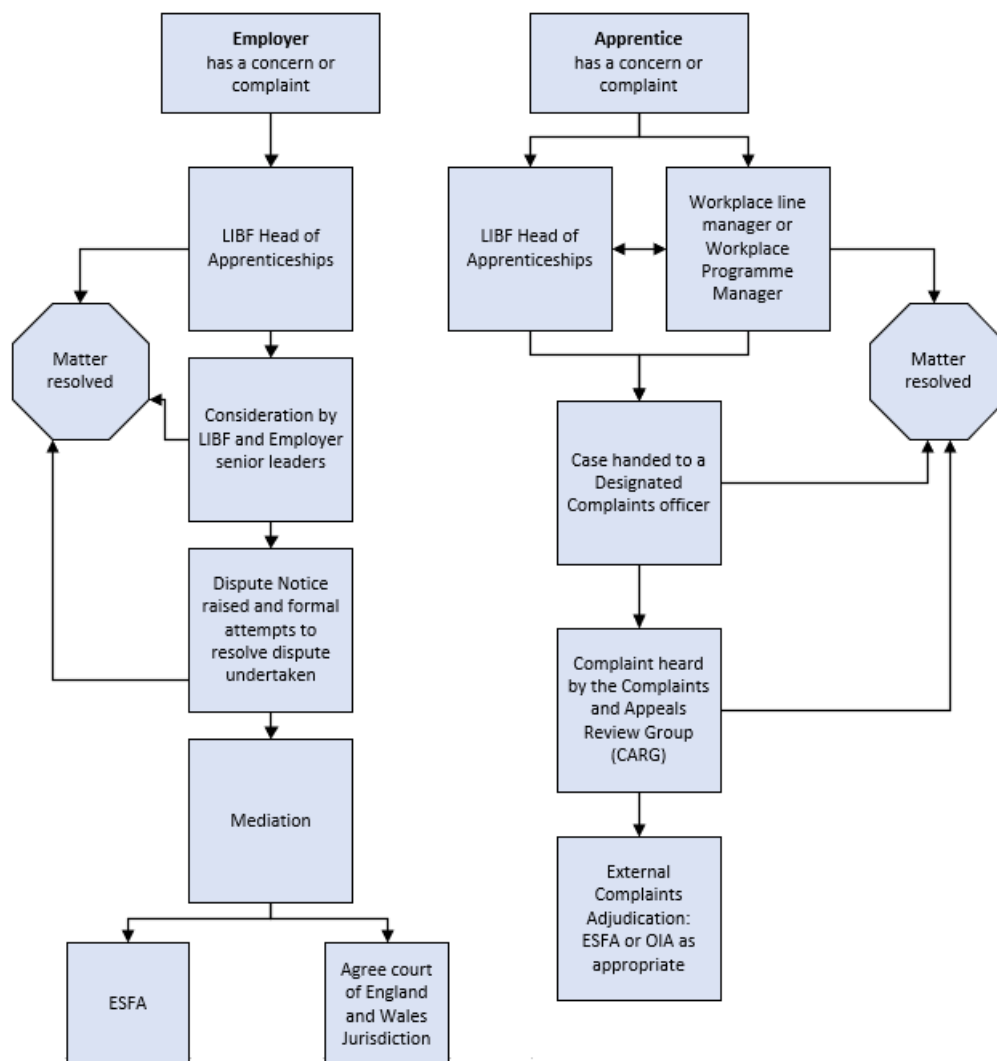 Employer
has a concern or
complaint
Apprentice
has a concern or
complaint
LIBF Head of
Apprenticeships
LIBF Head of
Apprenticeships
Workplace line
manager or
Workplace
Programme
Manager
Matter
resolved
Matter
resolved
Consideration by
LIBF and Employer
senior leaders
Case handed to a
Designated
Complaints officer
Dispute Notice
raised and formal
attempts to
resolve dispute
undertaken
Complaint heard
by the Complaints
and Appeals
Review Group
(CARG)
Mediation
External
Complaints
Adjudication:
ESFA or OIA as
appropriate
ESFA
Agree court
of England
and Wales
Jurisdiction